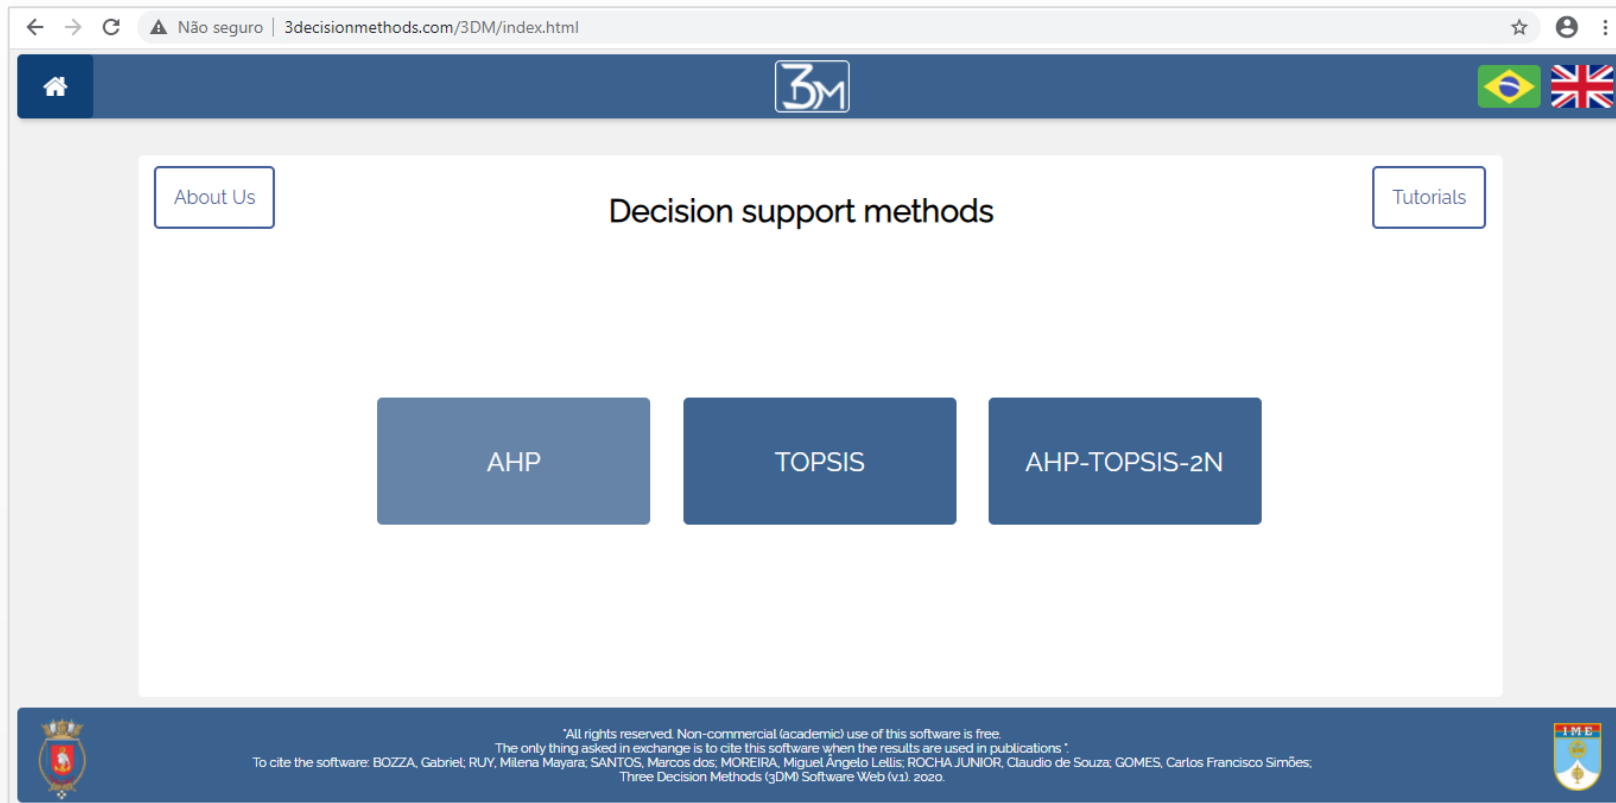 Não seguro | 3decisionmethods.com/3DM/index.html
3DM
About Us
Decision support methods
Tutorials
AHP
TOPSIS
AHP-TOPSIS-2N
"All rights reserved. Non-commercial (academic) use of this software is free.
The only thing asked in exchange is to cite this software when the results are used in publications ".
To cite the software: BOZZA, Gabriel; RUY, Milena Mayara; SANTOS, Marcos dos; MOREIRA, Miguel Ângelo Lellis; ROCHA JUNIOR, Claudio de Souza; GOMES, Carlos Francisco Simões;
Three Decision Methods (3DM) Software Web (v.1). 2020.
IME